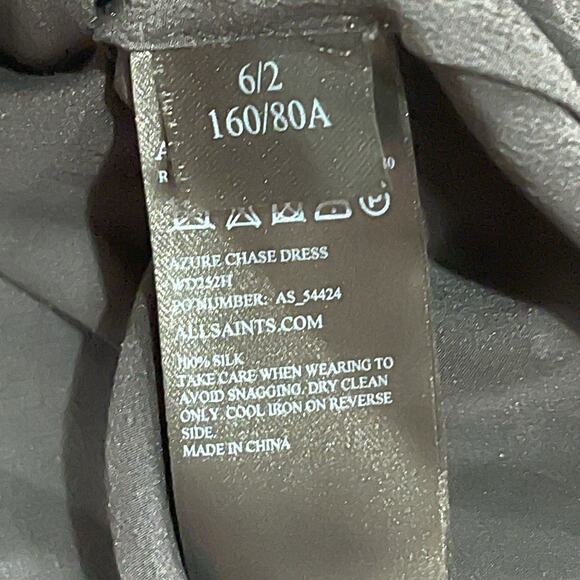 6/2
160/80A
AZURE CHASE DRESS
WD252H
PO NUMBER: AS_54424
ALLSAINTS.COM
100% SILK
TAKE CARE WHEN WEARING TO
AVOID SNAGGING. DRY CLEAN
ONLY. COOL IRON ON REVERSE
SIDE.
MADE IN CHINA